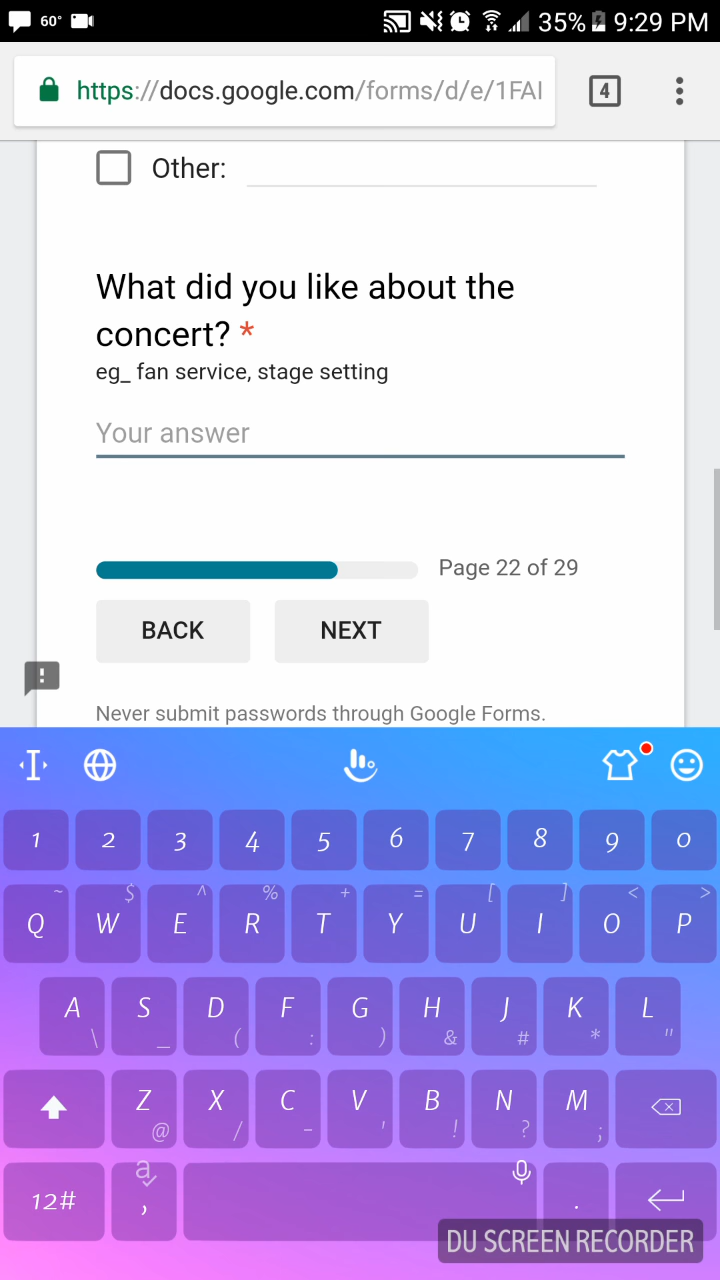 60° 35% 9:29 PM
https://docs.google.com/forms/d/e/1FAI 4
Other:
What did you like about the
concert? *
eg_ fan service, stage setting
Your answer
Page 22 of 29
BACK NEXT
!
Never submit passwords through Google Forms.
1 2 3 4 5 6 7 8 9 0
~ $ ^ % + = [ ] < >
Q W E R T Y U I O P
A S D F G H J K L
\ _ ( : ) & # * "
Z X C V B N M
@ / - ' ! ? ;
a
12# , .
DU SCREEN RECORDER